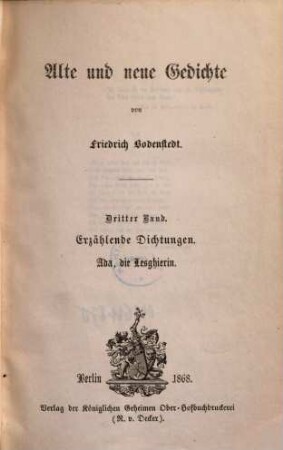 Alte und neue Gedichte
von
Friedrich Bodenstedt.
Dritter Band.
Erzählende Dichtungen.
Ada, die Lesghierin.
Berlin 1868.
Verlag der Königlichen Geheimen Ober-Hofbuchdruckerei
(R. v. Decker).